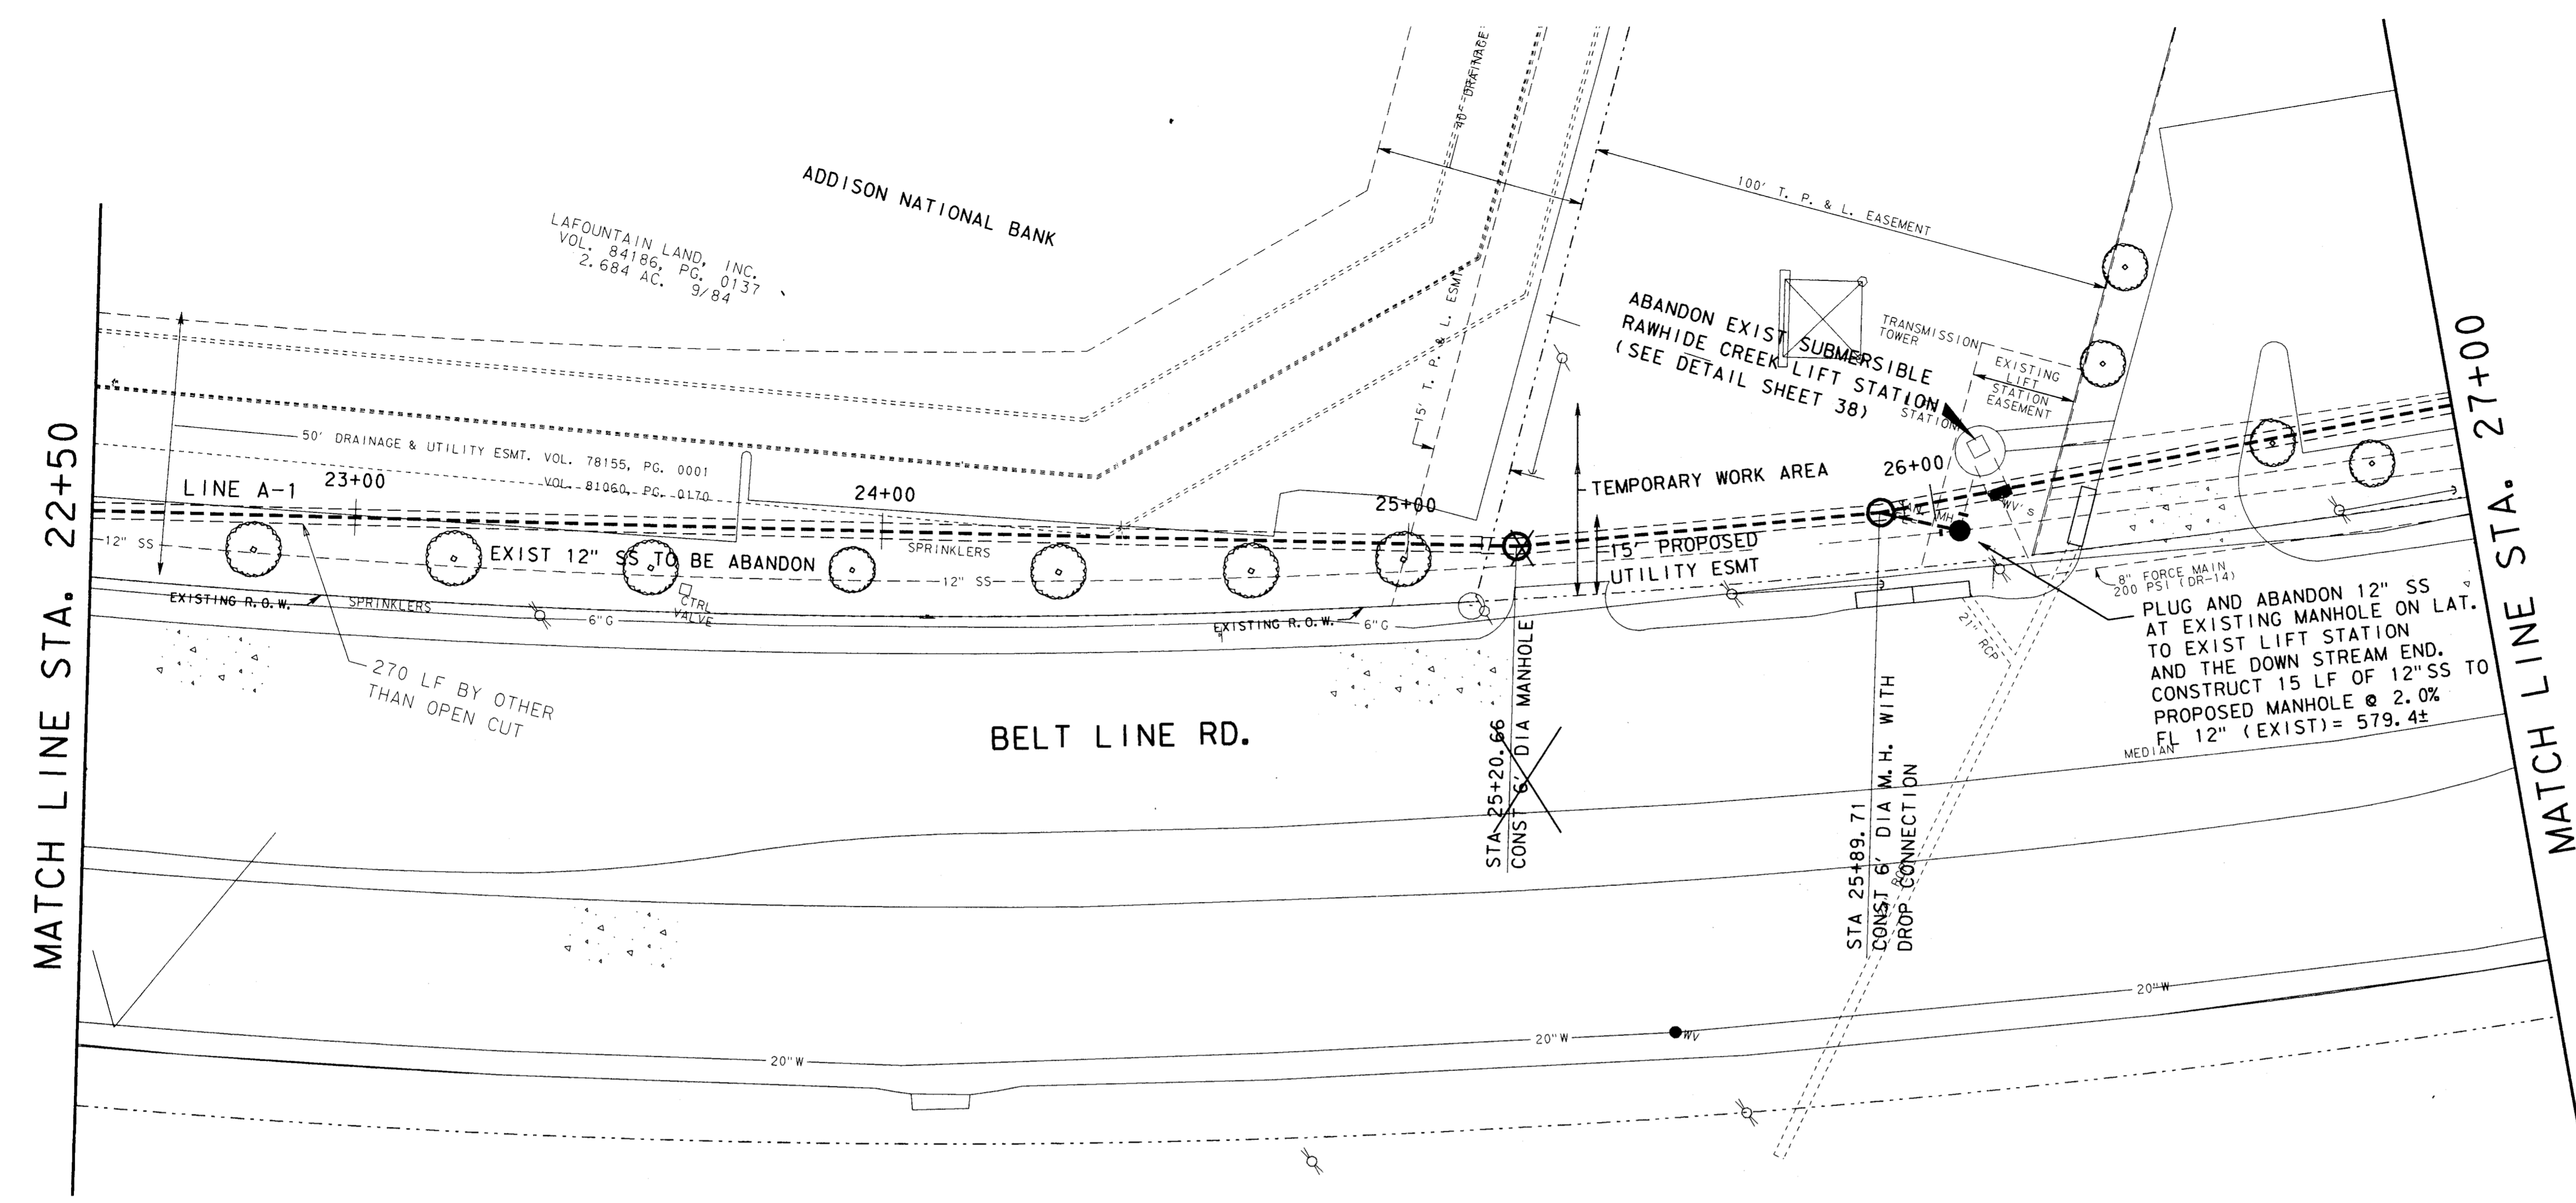 MATCH LINE STA. 22+50
ADDISON NATIONAL BANK
LAFOUNTAIN LAND, INC.
VOL. 84186, PG. 0137
2.684 AC. 9/84
40' DRAINAGE
100' T. P. & L. EASEMENT
15' T. P. & L. ESMT.
ABANDON EXIST SUBMERSIBLE
RAWHIDE CREEK LIFT STATION
(SEE DETAIL SHEET 38)
TRANSMISSION
TOWER
EXISTING
LIFT
STATION
EASEMENT
STATION
50' DRAINAGE & UTILITY ESMT. VOL. 78155, PG. 0001
VOL. 81060, PG. 0170
LINE A-1
23+00
24+00
25+00
26+00
TEMPORARY WORK AREA
15' PROPOSED
UTILITY ESMT
12" SS
EXIST 12" SS TO BE ABANDON
SPRINKLERS
12" SS
EXISTING R.O.W.
SPRINKLERS
CTRL
VALVE
6"G
EXISTING R.O.W.
6"G
MH
WV'S
8" FORCE MAIN
200 PSI (DR-14)
21" RCP
PLUG AND ABANDON 12" SS
AT EXISTING MANHOLE ON LAT.
TO EXIST LIFT STATION
AND THE DOWN STREAM END.
CONSTRUCT 15 LF OF 12"SS TO
PROPOSED MANHOLE @ 2.0%
FL 12" (EXIST)= 579.4±
MEDIAN
270 LF BY OTHER
THAN OPEN CUT
BELT LINE RD.
STA 25+20.66
CONST 6' DIA MANHOLE
STA 25+89.71
CONST 6' DIA M.H. WITH
DROP CONNECTION
20"W
20"W
WV
20"W
MATCH LINE STA. 27+00